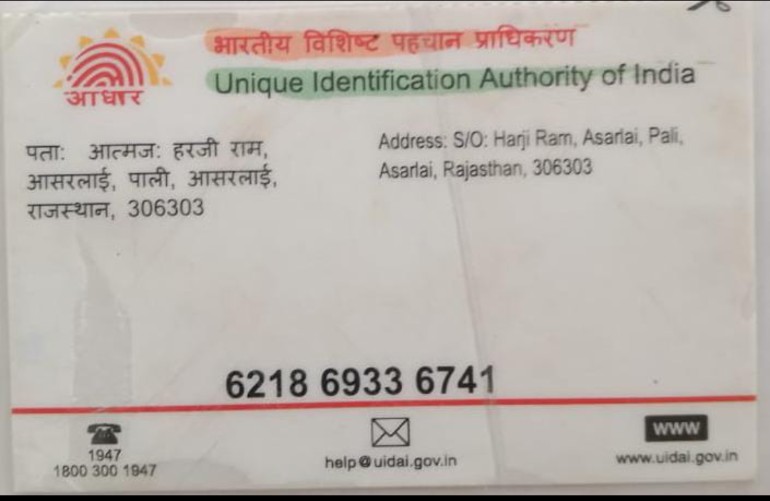 आधार
भारतीय विशिष्ट पहचान प्राधिकरण
Unique Identification Authority of India
पता: आत्मज: हरजी राम,
आसरलाई, पाली, आसरलाई,
राजस्थान, 306303
Address: S/O: Harji Ram, Asarlai, Pali,
Asarlai, Rajasthan, 306303
6218 6933 6741
1947
1800 300 1947
help@uidai.gov.in
WWW
www.uidai.gov.in